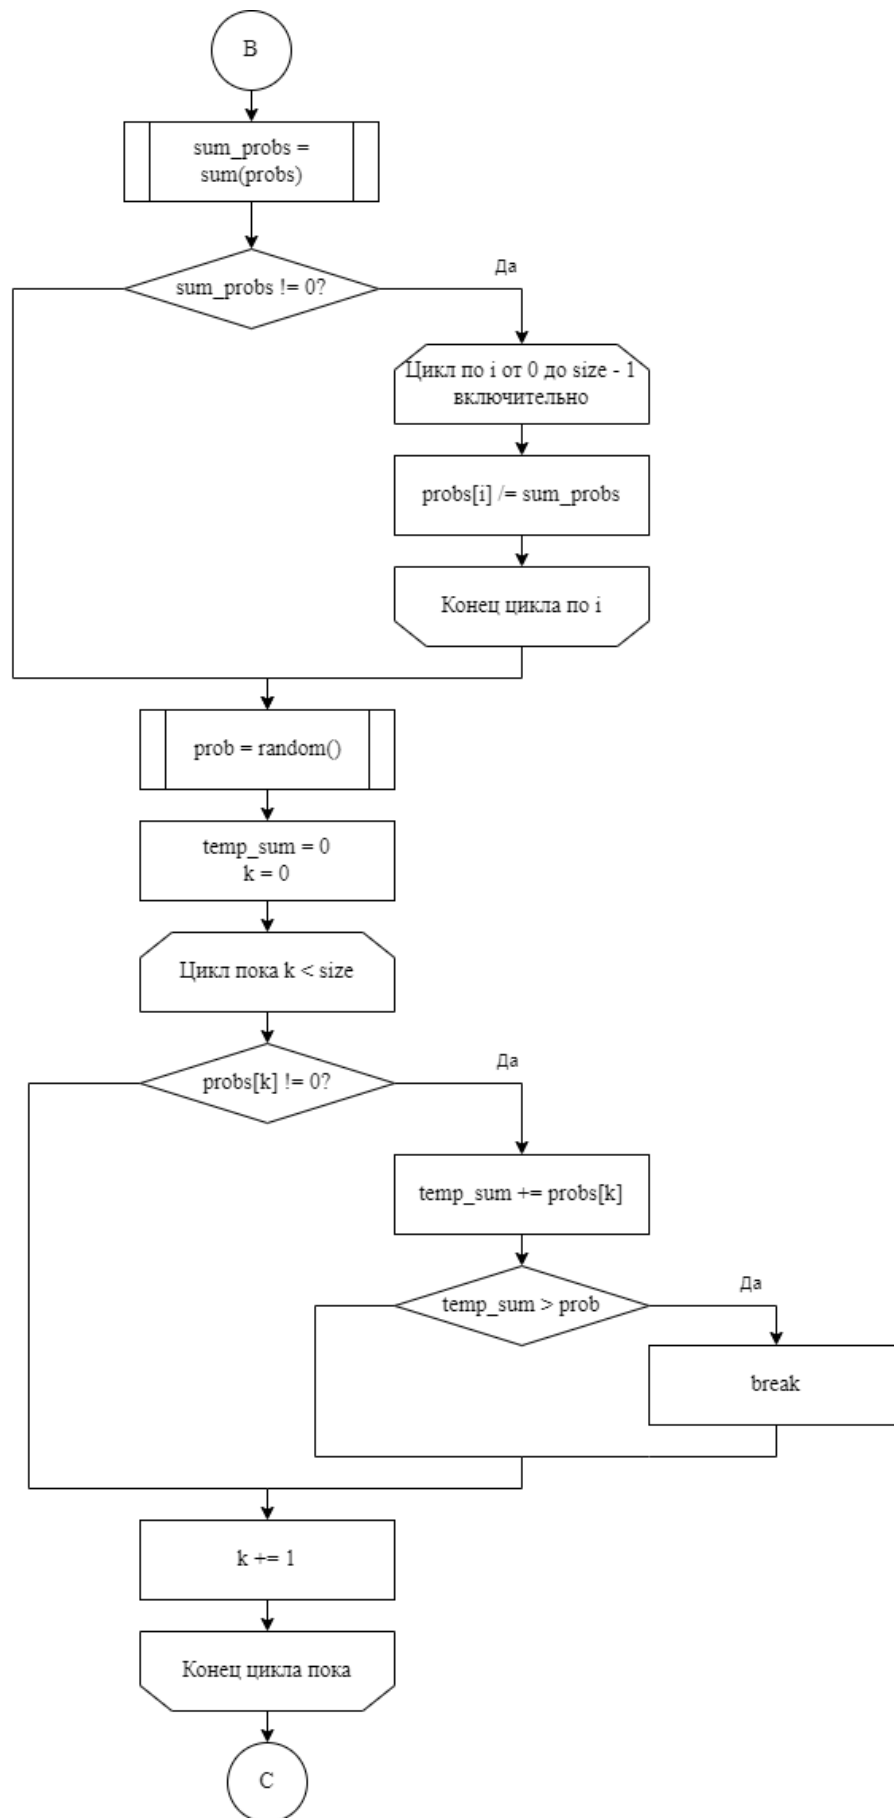 B
sum_probs =
sum(probs)
sum_probs != 0?
Да
Цикл по i от 0 до size - 1
включительно
probs[i] /= sum_probs
Конец цикла по i
prob = random()
temp_sum = 0
k = 0
Цикл пока k < size
probs[k] != 0?
Да
temp_sum += probs[k]
temp_sum > prob
Да
break
k += 1
Конец цикла пока
C